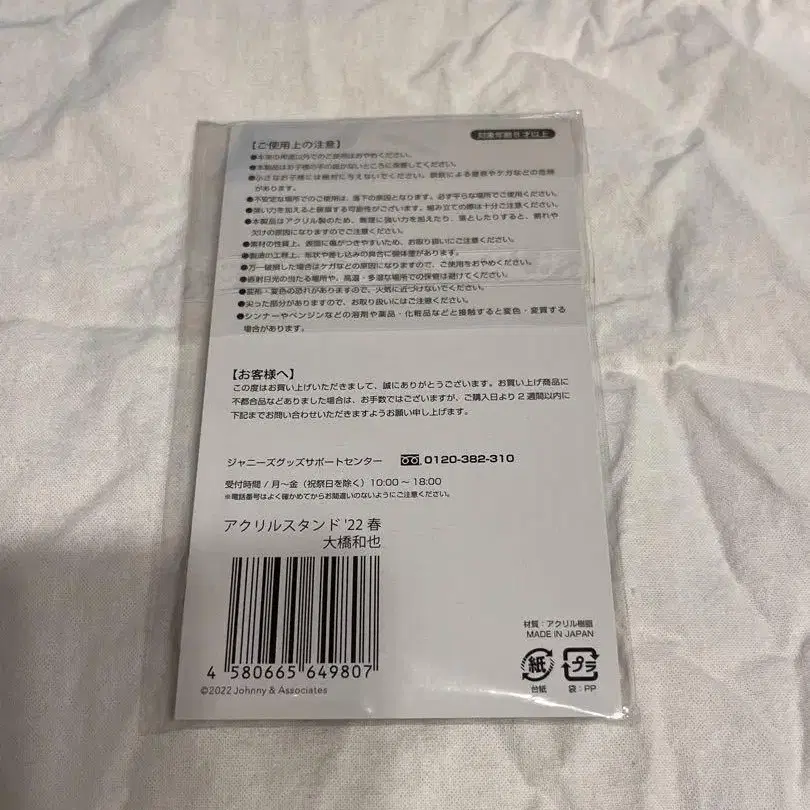 対象年齢8才以上
【ご使用上の注意】
●本来の用途以外でのご使用はおやめください。
●本製品はお子様の手の届かないところに保管してください。
●小さなお子様には絶対に与えないでください。誤飲による窒息やケガなどの危険
があります。
●不安定な場所でのご使用は、落下の原因となります。必ず平らな場所でご使用ください。
●強い力を加えると破損する可能性がございます。組み立ての際は十分ご注意ください。
●本製品はアクリル製のため、無理に強い力を加えたり、落としたりすると、割れや
欠けの原因になりますのでご注意ください。
●素材の性質上、表面に傷がつきやすいため、お取り扱いにご注意ください。
●製造の工程上、形状や差し込みの具合に個体差があります。
●万一破損した場合はケガなどの原因になりますので、ご使用をおやめください。
●直射日光の当たる場所や、高温・多湿な場所での保管は避けてください。
●変形・変色の恐れがありますので、火気に近づけないでください。
●尖った部分がありますので、お取り扱いにはご注意ください。
●シンナーやベンジンなどの溶剤や薬品・化粧品などと接触すると変色・変質する
場合があります。
【お客様へ】
この度はお買い上げいただきまして、誠にありがとうございます。お買い上げ商品に
不都合品などありました場合は、お手数ではございますが、ご購入日より2週間以内に
下記までお問い合わせいただきますようお願い申し上げます。
ジャニーズグッズサポートセンター 0120-382-310
受付時間/月〜金(祝祭日を除く)10:00〜18:00
※電話番号はよく確かめてからお間違いのないようにご注意ください。
アクリルスタンド '22 春
大橋和也
4 580665 649807
©2022 Johnny & Associates
材質：アクリル樹脂
MADE IN JAPAN
紙 プラ
台紙 袋：PP